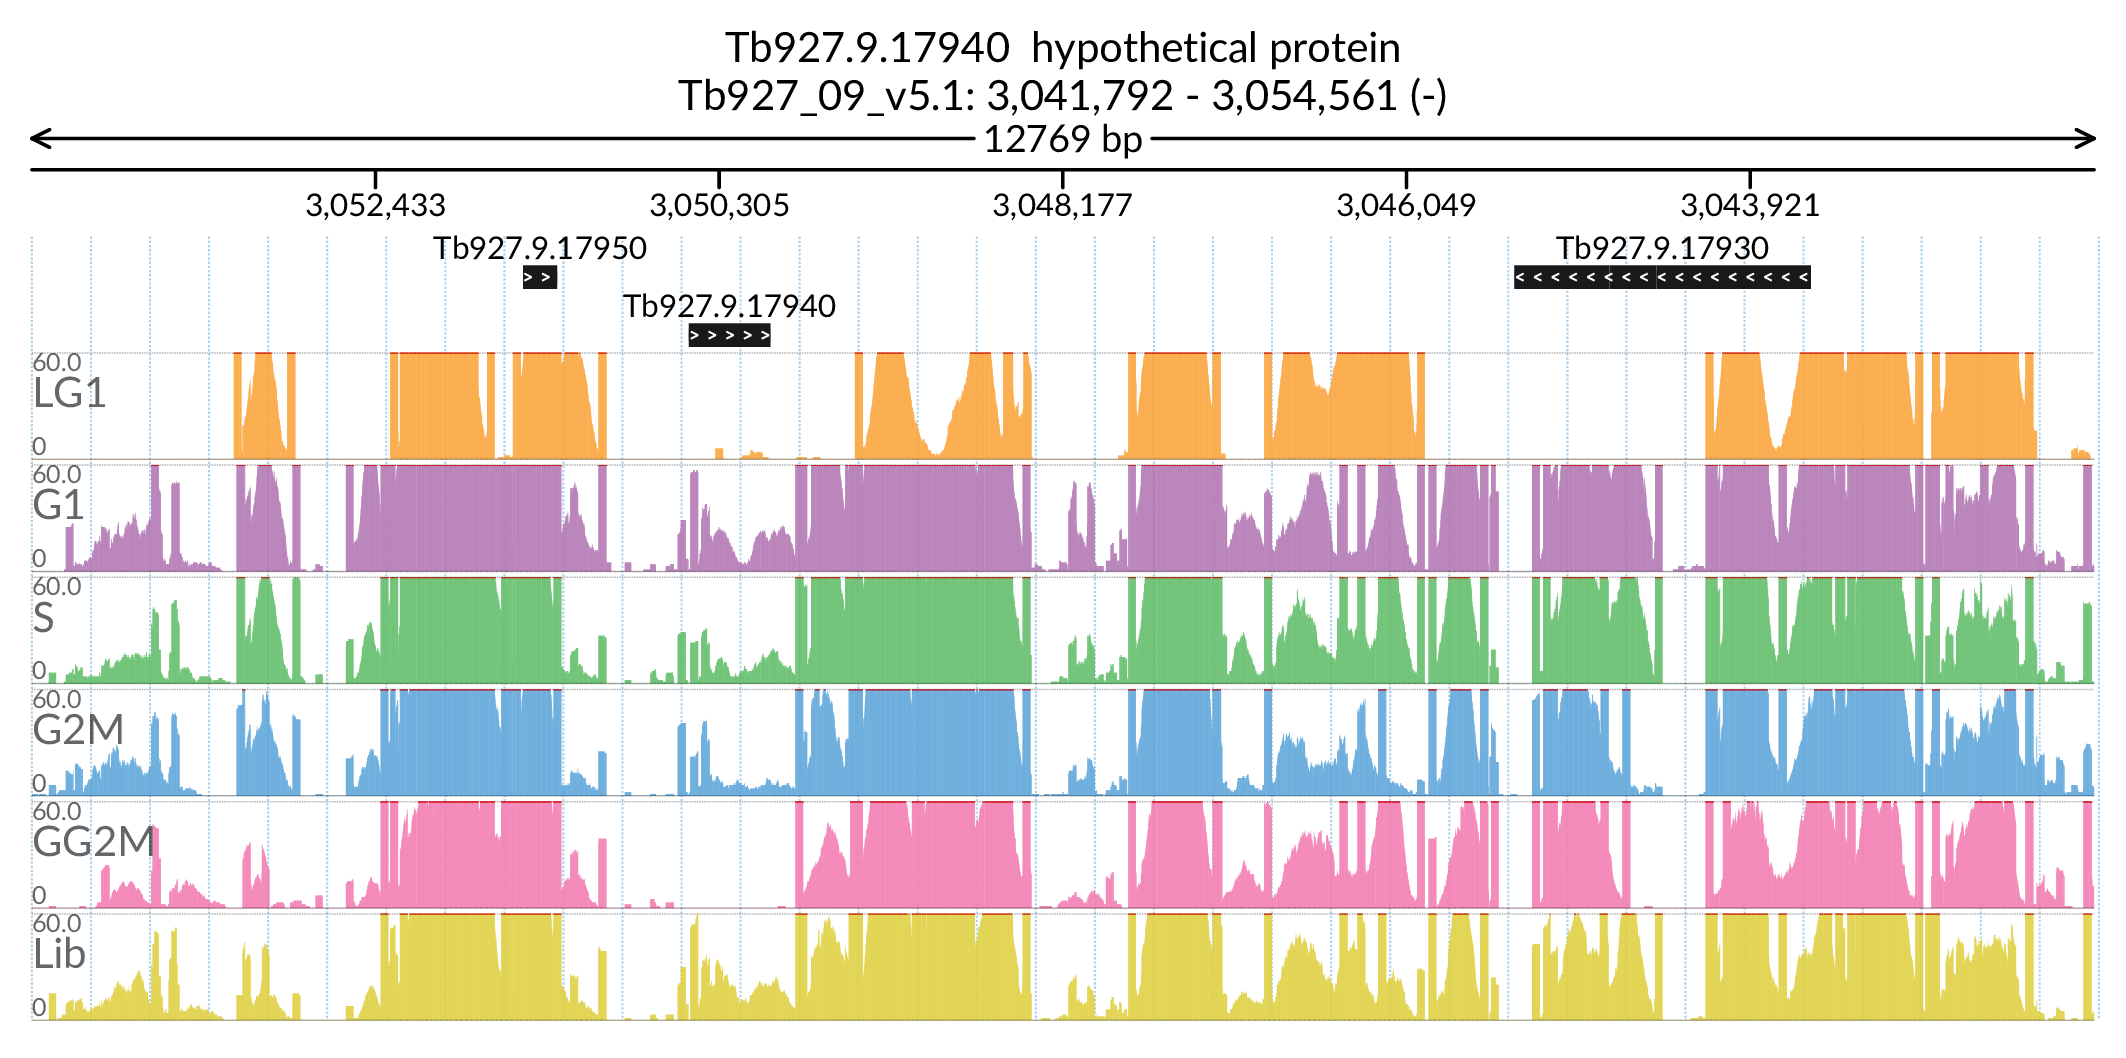 Tb927.9.17940  hypothetical protein
Tb927_09_v5.1: 3,041,792 - 3,054,561 (-)
12769 bp
3,052,433 3,050,305 3,048,177 3,046,049 3,043,921
Tb927.9.17950 Tb927.9.17930
> > < < < < < < < < < < < < < < < < <
Tb927.9.17940
> > > > >
60.0
LG1
0
60.0
G1
0
60.0
S
0
60.0
G2M
0
60.0
GG2M
0
60.0
Lib
0